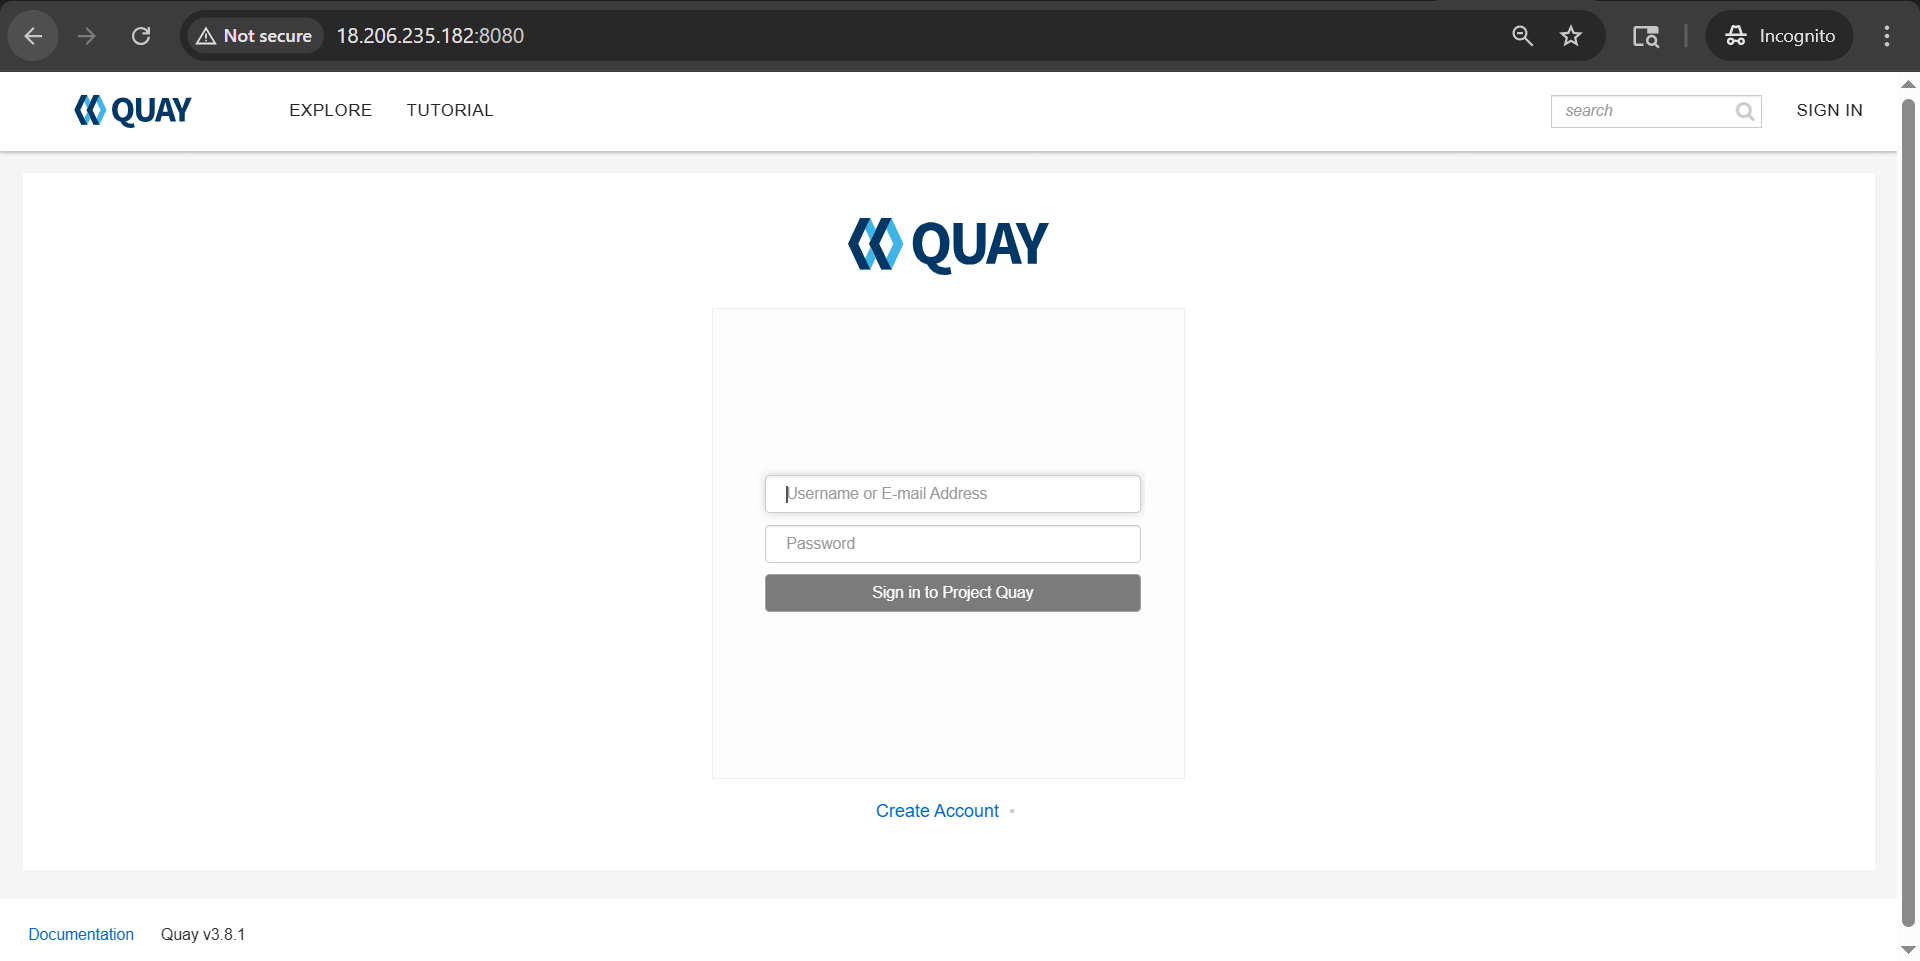 Not secure 18.206.235.182:8080 Incognito
QUAY EXPLORE TUTORIAL search SIGN IN
QUAY
Username or E-mail Address
Password
Sign in to Project Quay
Create Account
Documentation Quay v3.8.1